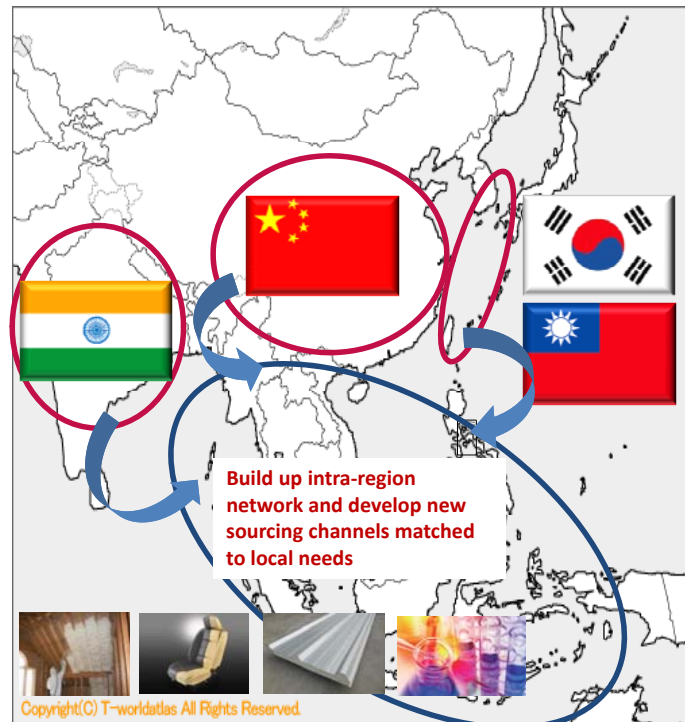 Build up intra-region
network and develop new
sourcing channels matched
to local needs
Copyright(C) T-worldatlas All Rights Reserved.